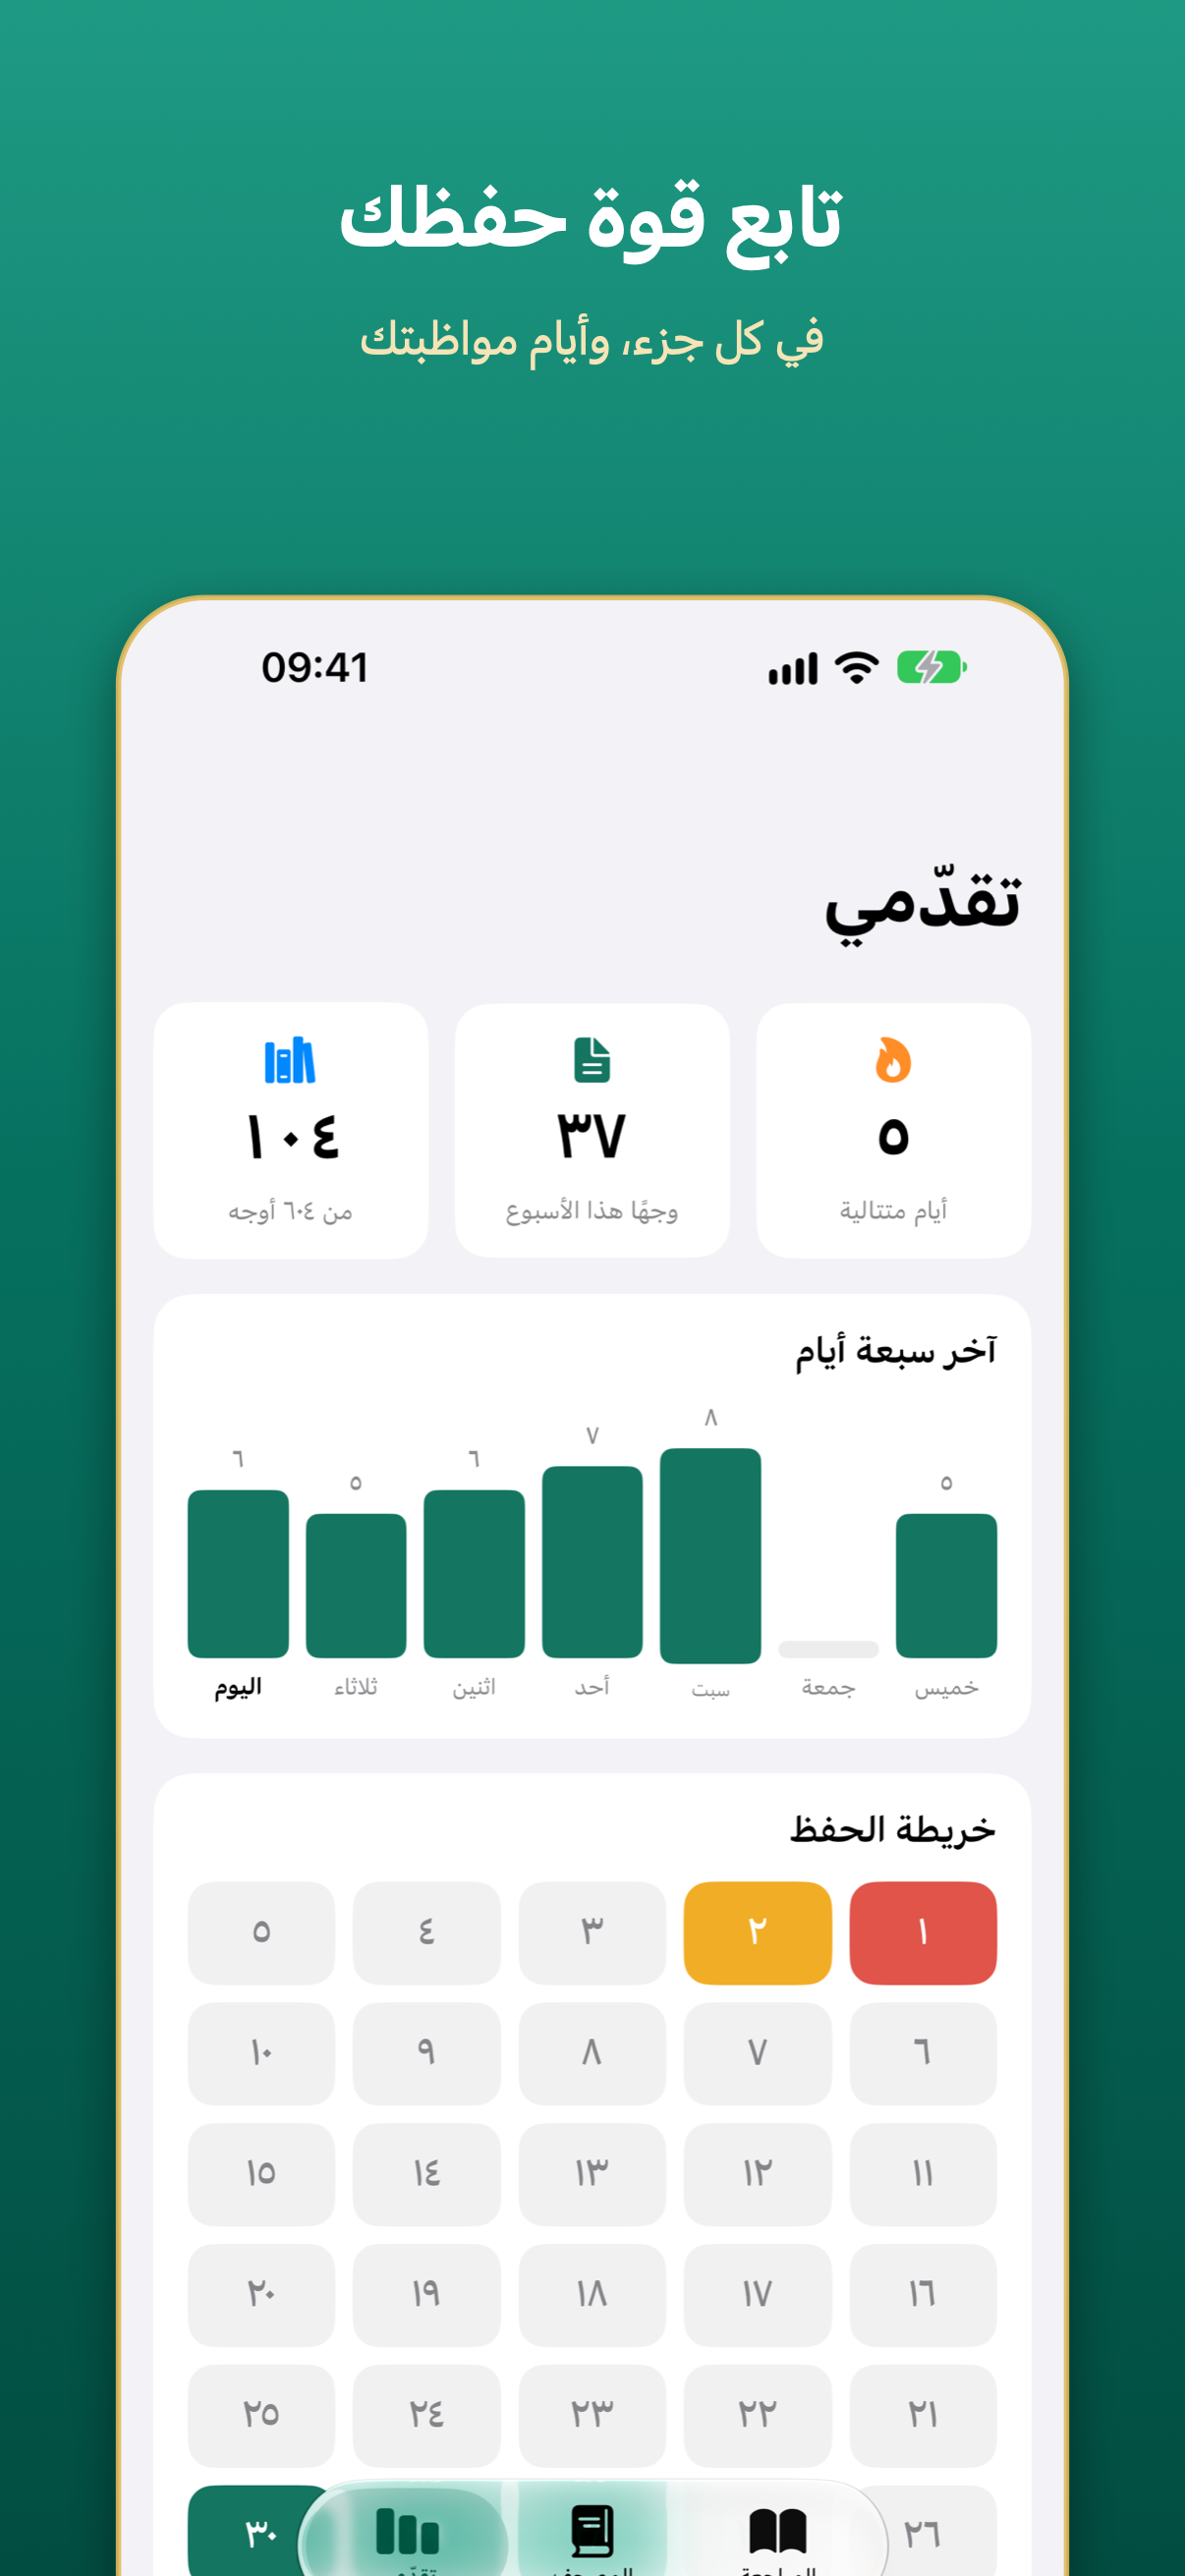 تابع قوة حفظك
في كل جزء، وأيام مواظبتك
09:41
تقدّمي
٥
أيام متتالية
٣٧
وجهًا هذا الأسبوع
١٠٤
من ٦٠٤ أوجه
آخر سبعة أيام
٥ ٨ ٧ ٦ ٥ ٦
خميس جمعة سبت أحد اثنين ثلاثاء اليوم
خريطة الحفظ
١ ٢ ٣ ٤ ٥
٦ ٧ ٨ ٩ ١٠
١١ ١٢ ١٣ ١٤ ١٥
١٦ ١٧ ١٨ ١٩ ٢٠
٢١ ٢٢ ٢٣ ٢٤ ٢٥
٢٦ ٣٠